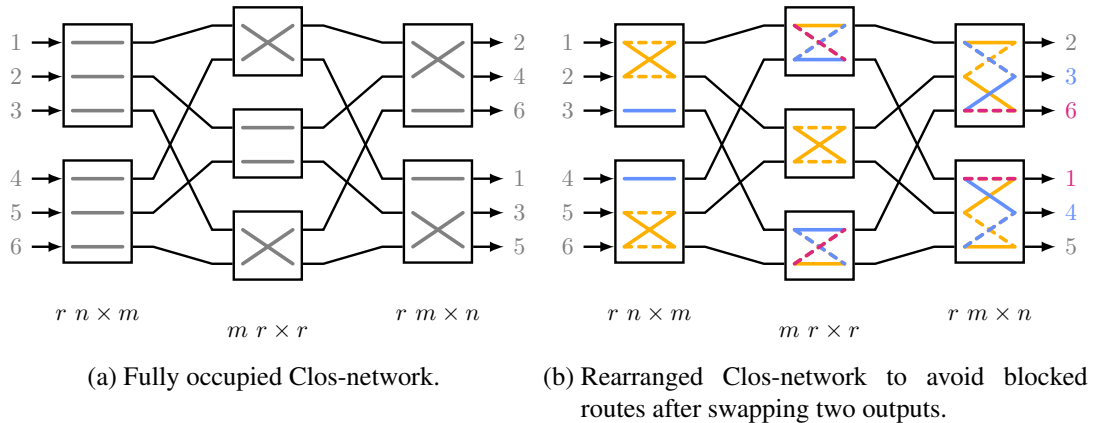 1
2
3
4
5
6
2
4
6
1
3
5
r n × m
m r × r
r m × n
(a) Fully occupied Clos-network.
1
2
3
4
5
6
2
3
6
1
4
5
r n × m
m r × r
r m × n
(b) Rearranged Clos-network to avoid blocked
routes after swapping two outputs.